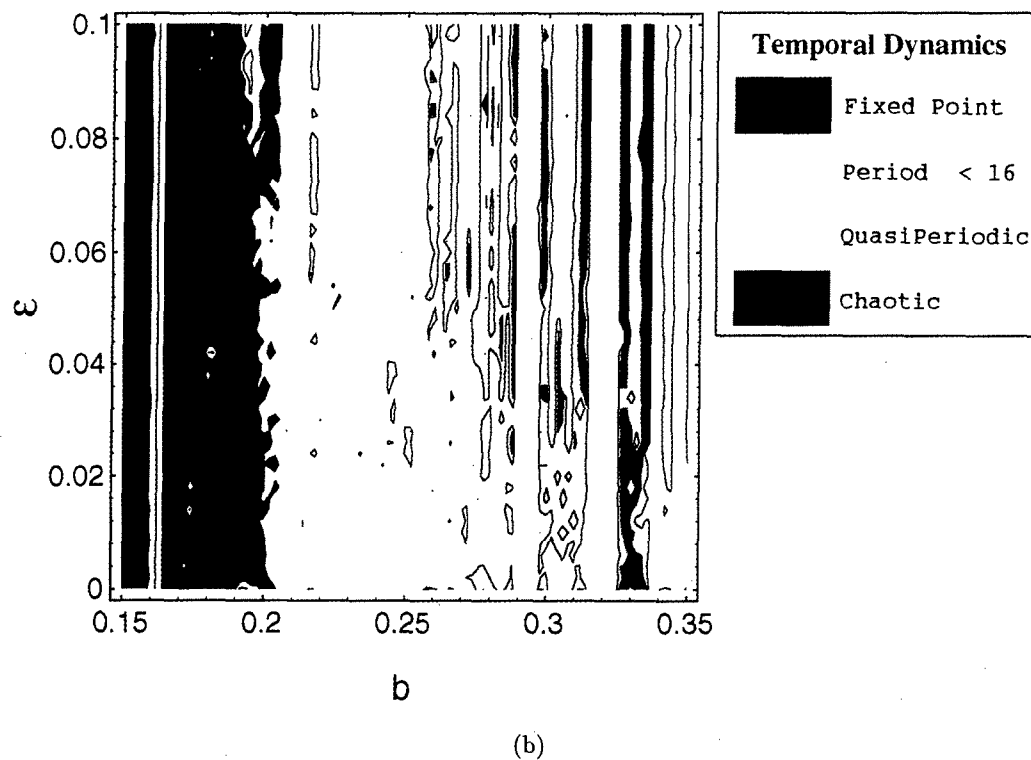 0.1
0.08
0.06
0.04
0.02
0
ε
0.15
0.2
0.25
0.3
0.35
b
Temporal Dynamics
Fixed Point
Period < 16
QuasiPeriodic
Chaotic
(b)